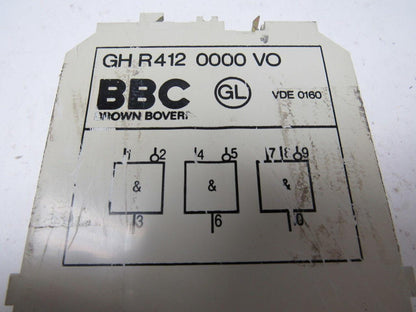 GH R412 0000 VO
BBC GL VDE 0160
BROWN BOVERI
1 2 4 5 7 8 9
& & &
3 6 0